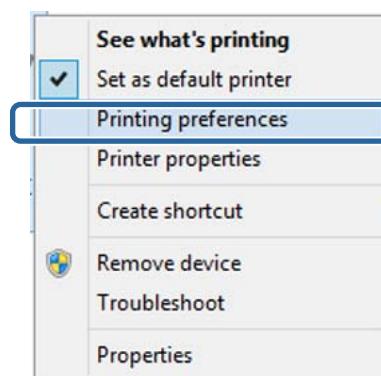 See what's printing
Set as default printer
Printing preferences
Printer properties
Create shortcut
Remove device
Troubleshoot
Properties